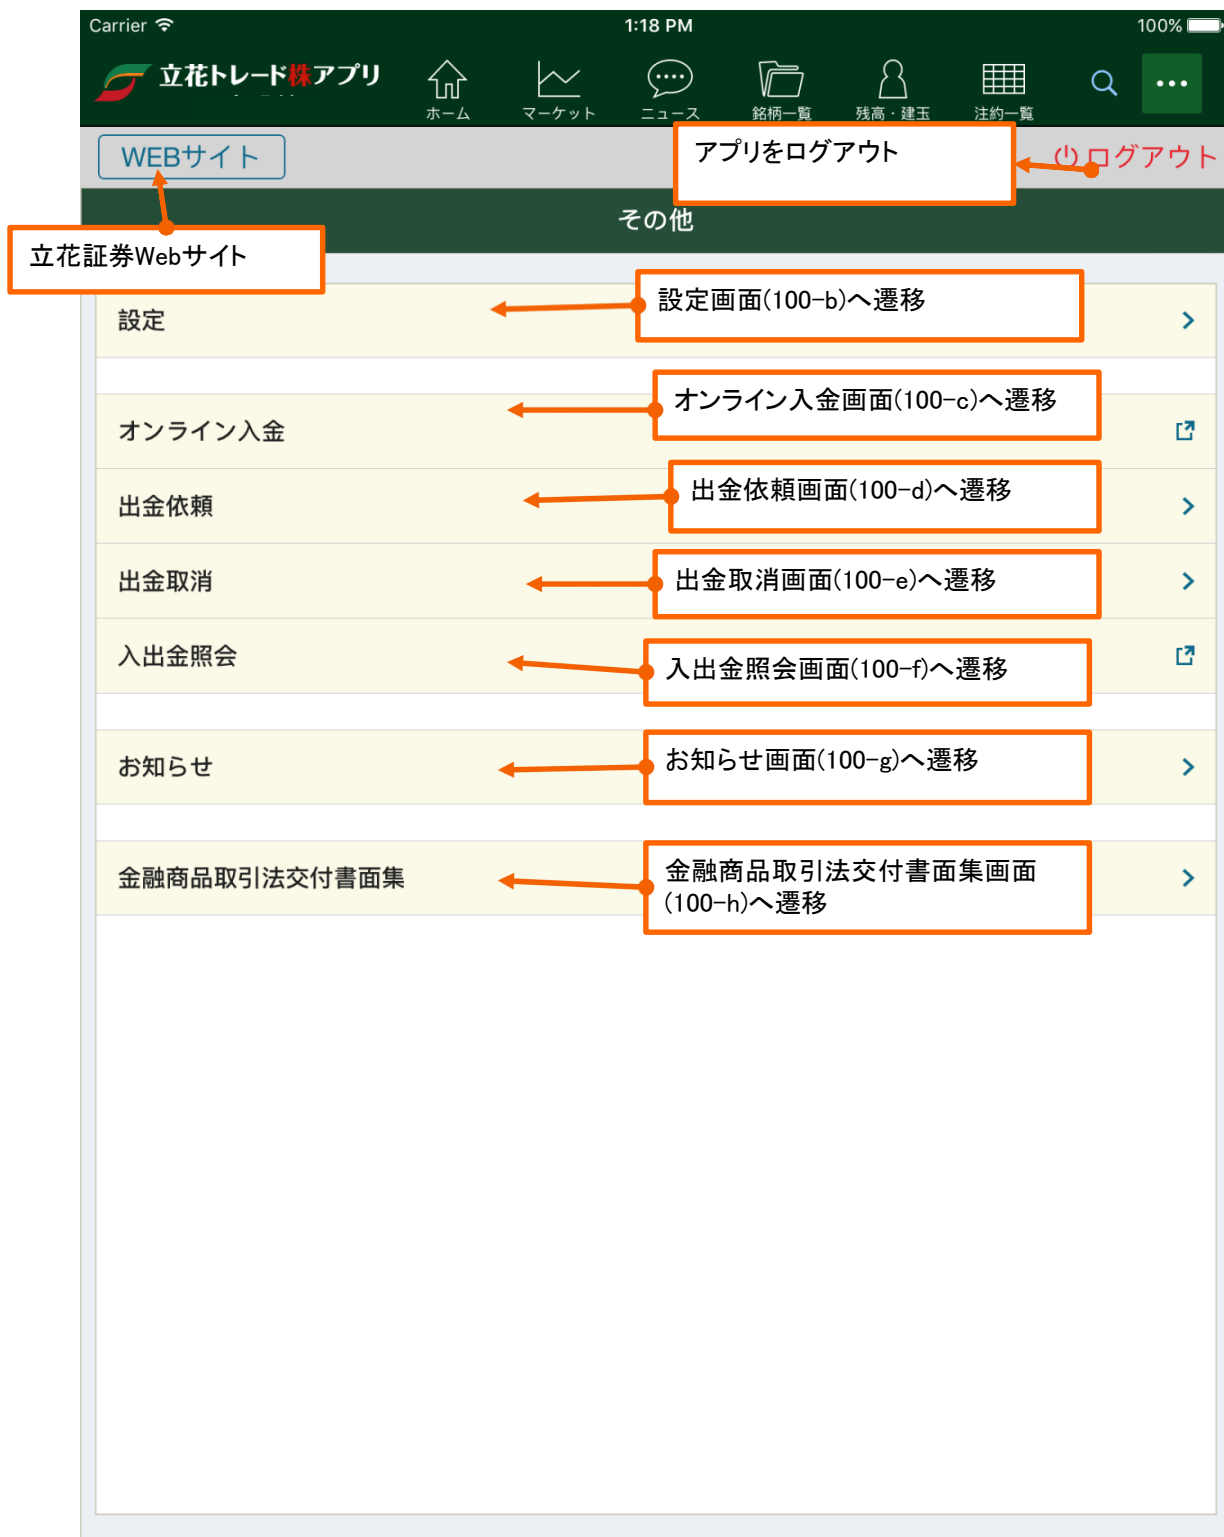 Carrier
1:18 PM
100%
立花トレード株アプリ
ホーム
マーケット
ニュース
銘柄一覧
残高・建玉
注約一覧
WEBサイト
アプリをログアウト
ログアウト
その他
立花証券Webサイト
設定
設定画面(100-b)へ遷移
オンライン入金
オンライン入金画面(100-c)へ遷移
出金依頼
出金依頼画面(100-d)へ遷移
出金取消
出金取消画面(100-e)へ遷移
入出金照会
入出金照会画面(100-f)へ遷移
お知らせ
お知らせ画面(100-g)へ遷移
金融商品取引法交付書面集
金融商品取引法交付書面集画面
(100-h)へ遷移